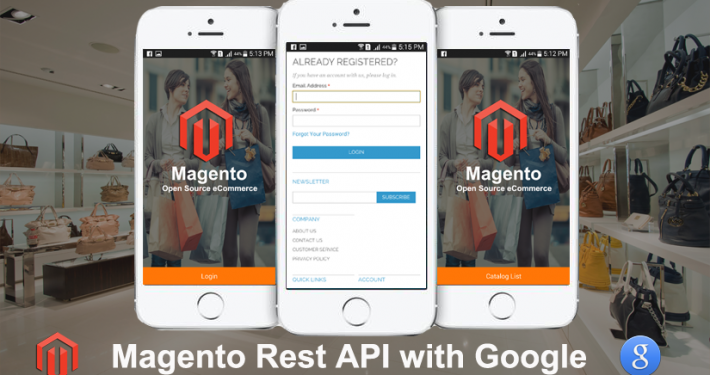 44% 5:13 PM
Magento
Open Source eCommerce
Login
44% 5:15 PM
ALREADY REGISTERED?
If you have an account with us, please log in.
Email Address *
Password *
Forgot Your Password?
LOGIN
NEWSLETTER
SUBSCRIBE
COMPANY
ABOUT US
CONTACT US
CUSTOMER SERVICE
PRIVACY POLICY
QUICK LINKS ACCOUNT
44% 5:12 PM
Magento
Open Source eCommerce
Catalog List
Magento Rest API with Google
g